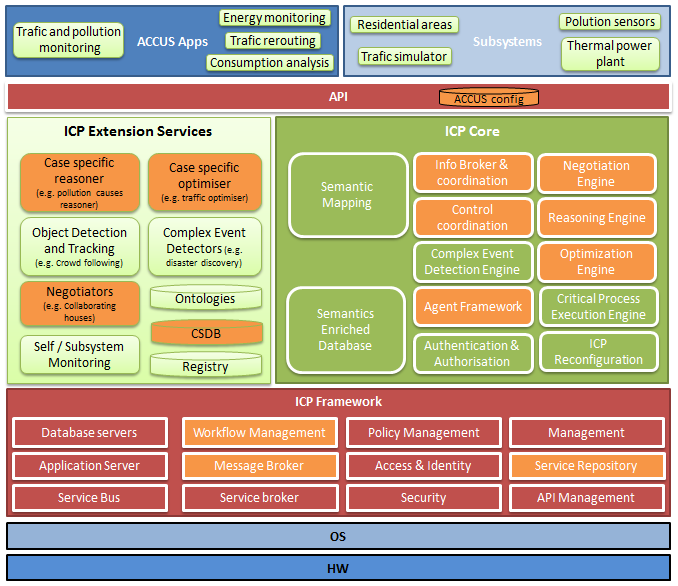 Energy monitoring
Trafic and pollution
monitoring
ACCUS Apps
Trafic rerouting
Consumption analysis
Residential areas
Polution sensors
Subsystems
Trafic simulator
Thermal power
plant
API
ACCUS config
ICP Extension Services
Case specific
reasoner
(e.g. pollution causes
reasoner)
Case specific
optimiser
(e.g. traffic optimiser)
Object Detection
and Tracking
(e.g. Crowd following)
Complex Event
Detectors (e.g.
disaster discovery)
Negotiators
(e.g. Collaborating
houses)
Ontologies
CSDB
Self / Subsystem
Monitoring
Registry
ICP Core
Semantic
Mapping
Info Broker &
coordination
Negotiation
Engine
Control
coordination
Reasoning Engine
Complex Event
Detection Engine
Optimization
Engine
Semantics
Enriched
Database
Agent Framework
Critical Process
Execution Engine
Authentication &
Authorisation
ICP
Reconfiguration
ICP Framework
Database servers
Workflow Management
Policy Management
Management
Application Server
Message Broker
Access & Identity
Service Repository
Service Bus
Service broker
Security
API Management
OS
HW